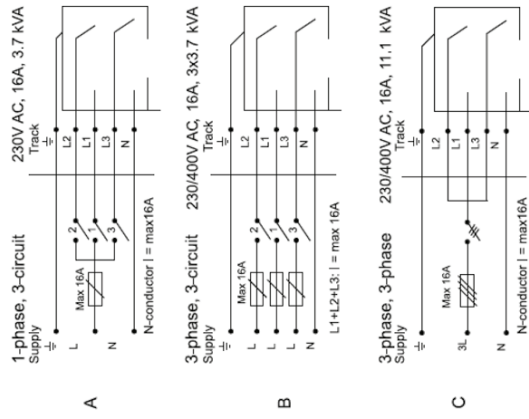 1-phase, 3-circuit 230V AC, 16A, 3.7 kVA
Supply Track
L2
2
L Max 16A 1 L1
3 L3
N N
N-conductor I = max16A
A
3-phase, 3-circuit 230/400V AC, 16A, 3x3.7 kVA
Supply Track
Max 16A
L 2 L2
L 1 L1
L 3 L3
N N
L1+L2+L3: I = max 16A
B
3-phase, 3-phase 230/400V AC, 16A, 11.1 kVA
Supply Track
L2
3L Max 16A L1
L3
N N
N-conductor I = max16A
C